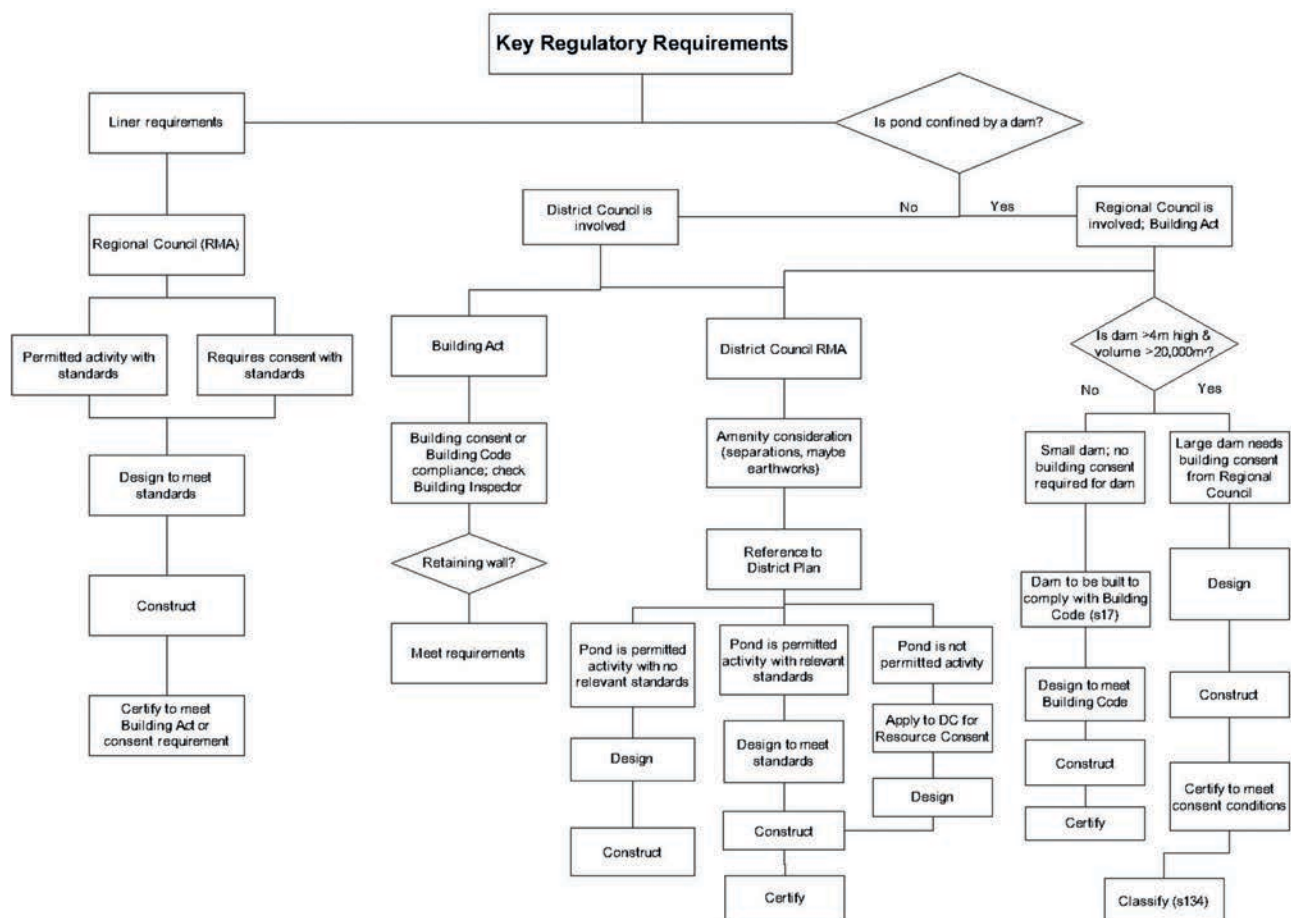 Key Regulatory Requirements
Liner requirements
Is pond confined by a dam?
District Council is
involved
No
Yes
Regional Council is
involved; Building Act
Regional Council (RMA)
Permitted activity with
standards
Requires consent with
standards
Building Act
District Council RMA
Is dam >4m high &
volume >20,000m³?
No
Yes
Design to meet
standards
Building consent or
Building Code
compliance; check
Building Inspector
Amenity consideration
(separations, maybe
earthworks)
Small dam; no
building consent
required for dam
Large dam needs
building consent
from Regional
Council
Retaining wall?
Reference to
District Plan
Dam to be built to
comply with Building
Code (s17)
Design
Construct
Meet requirements
Pond is permitted
activity with no
relevant standards
Pond is permitted
activity with relevant
standards
Pond is not
permitted activity
Design to meet
Building Code
Construct
Certify to meet
Building Act or
consent requirement
Design
Design to meet
standards
Apply to DC for
Resource Consent
Construct
Certify to meet
consent conditions
Design
Construct
Construct
Certify
Certify
Classify (s134)